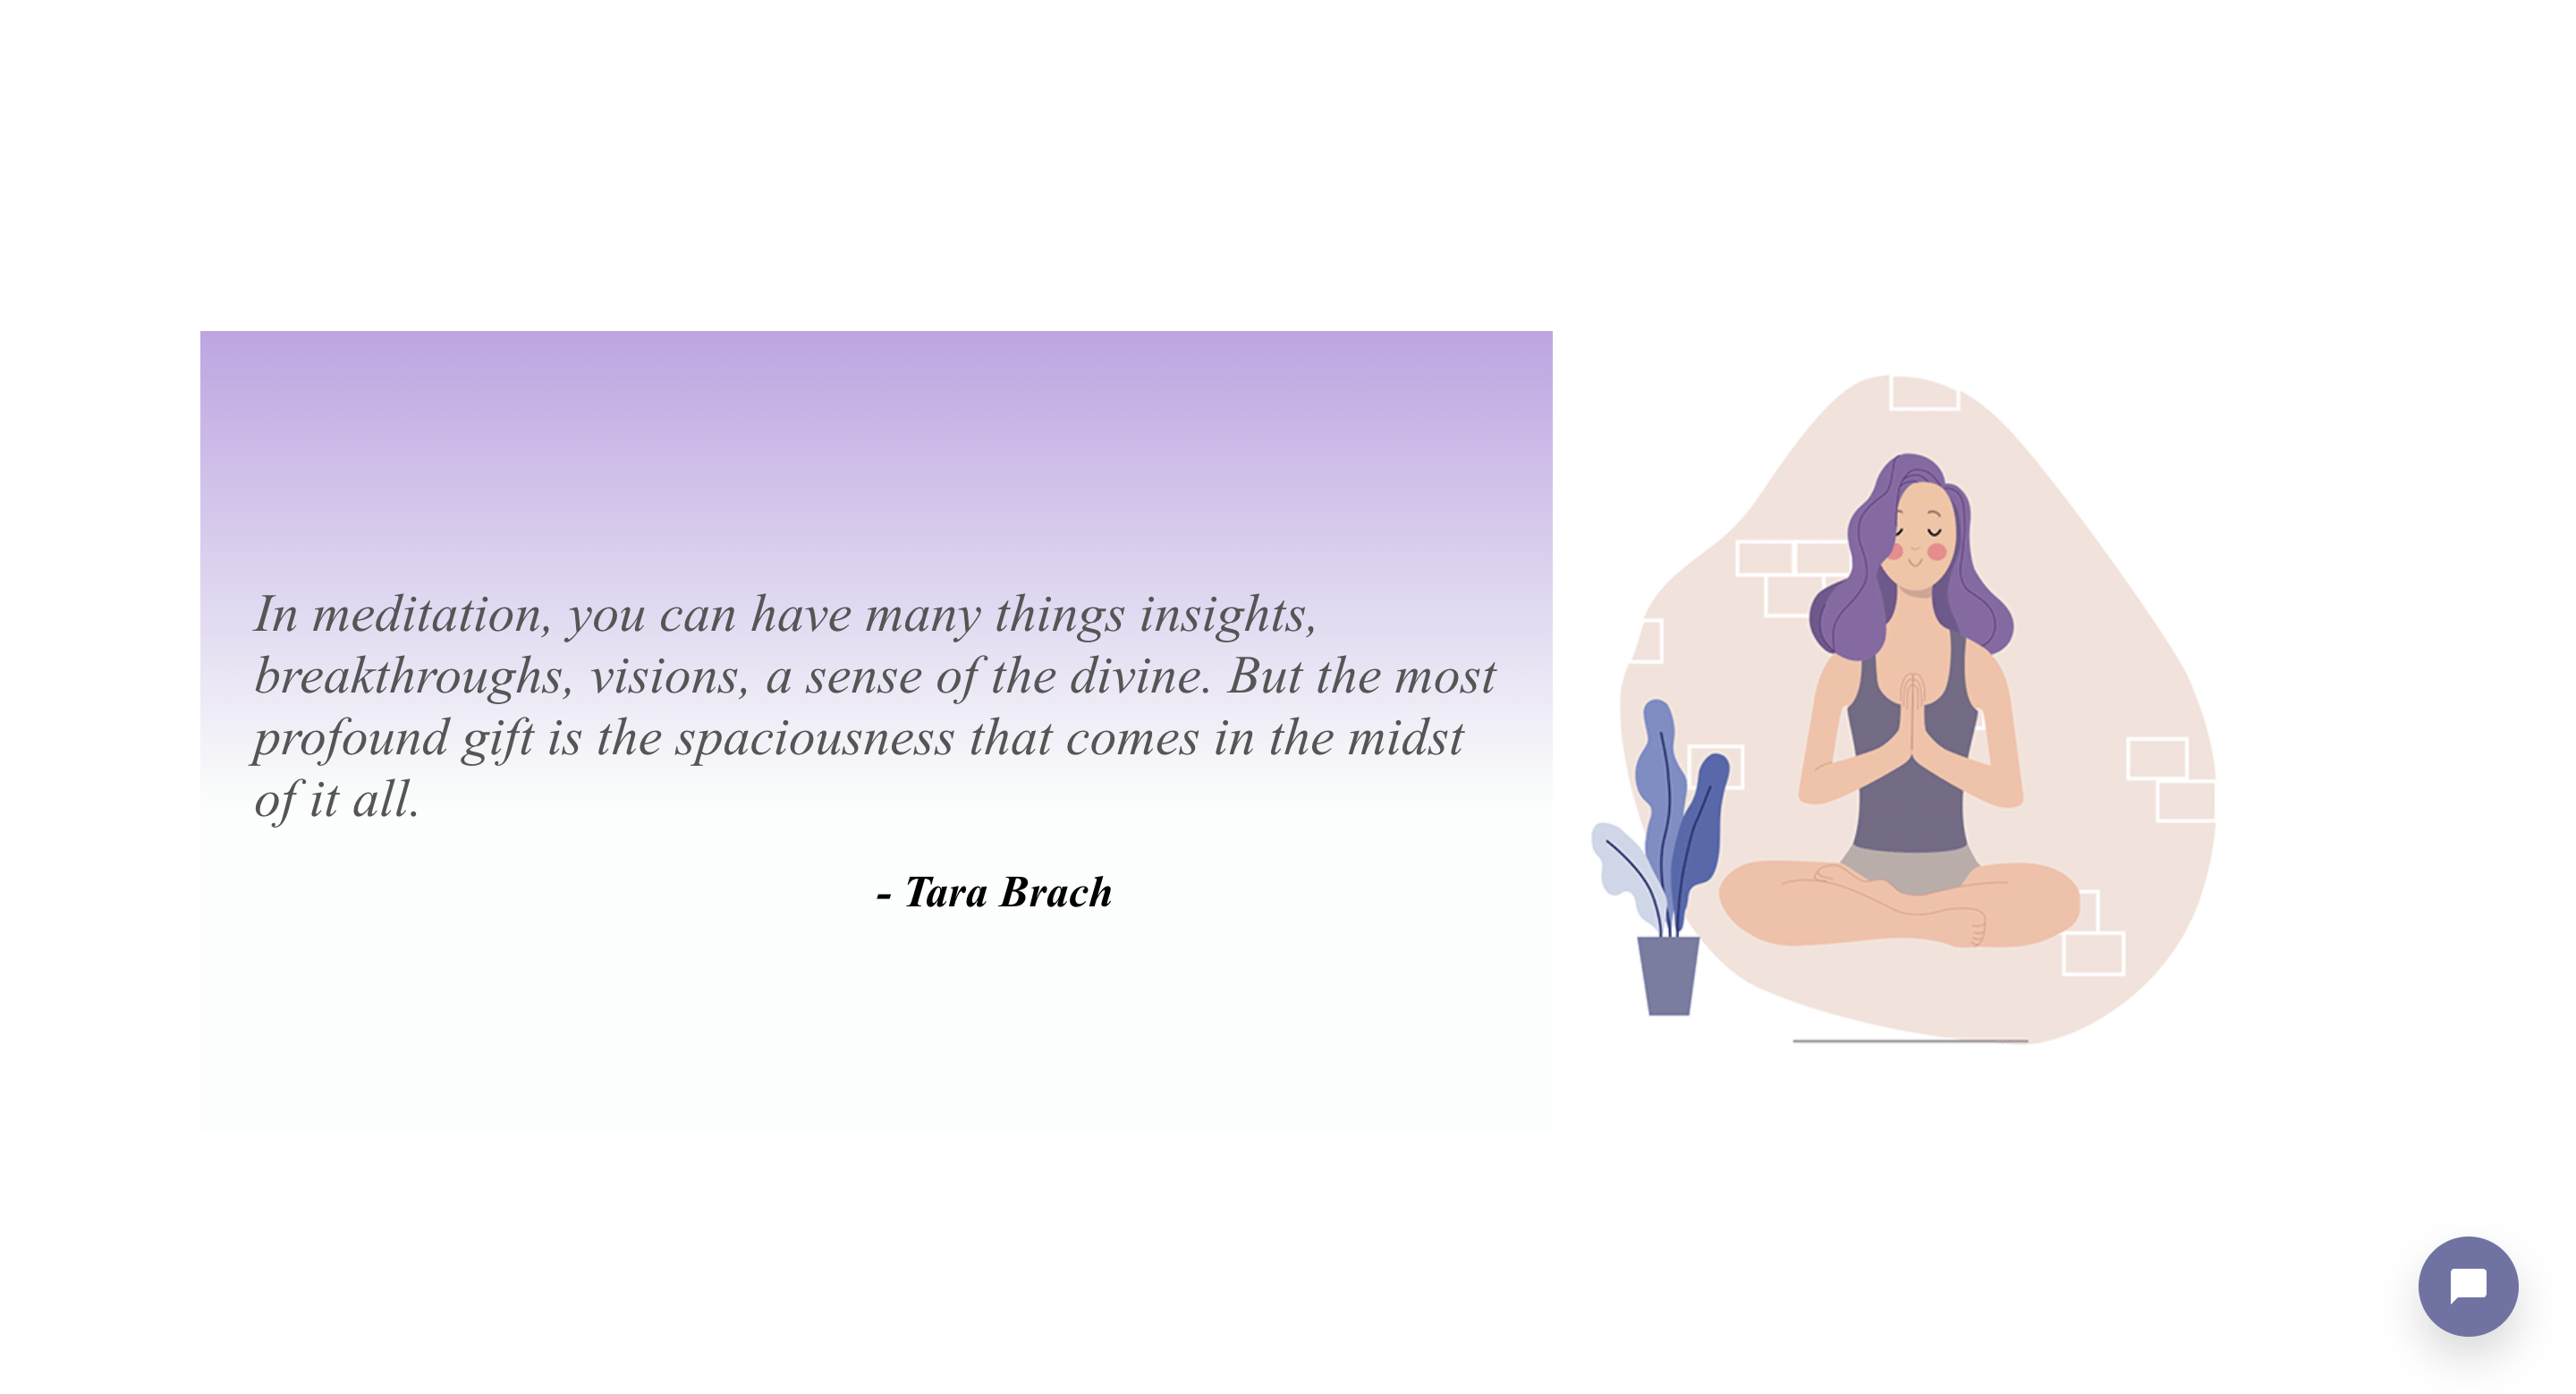 In meditation, you can have many things insights,
breakthroughs, visions, a sense of the divine. But the most
profound gift is the spaciousness that comes in the midst
of it all.
- Tara Brach